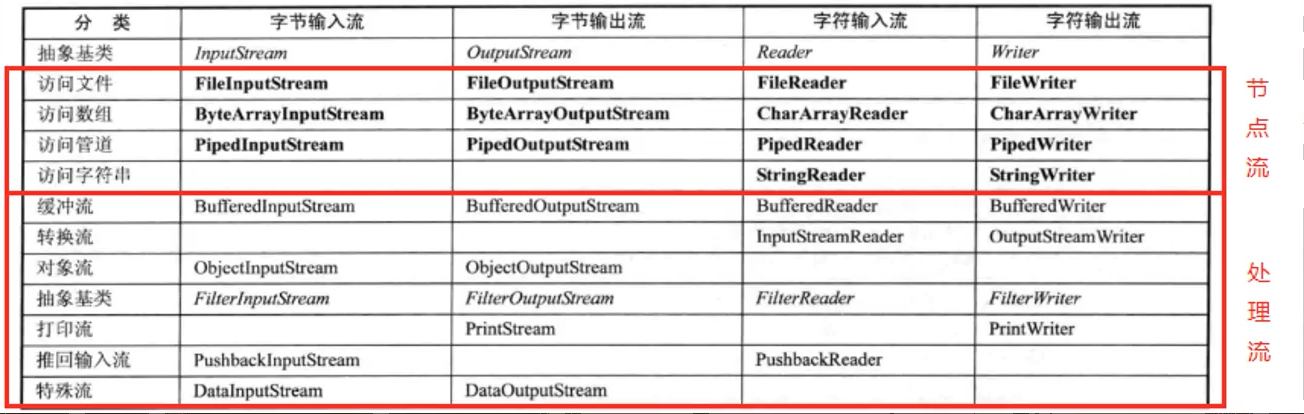 分 类 字节输入流 字节输出流 字符输入流 字符输出流
抽象基类 InputStream OutputStream Reader Writer
访问文件 FileInputStream FileOutputStream FileReader FileWriter
访问数组 ByteArrayInputStream ByteArrayOutputStream CharArrayReader CharArrayWriter
访问管道 PipedInputStream PipedOutputStream PipedReader PipedWriter
访问字符串 StringReader StringWriter
缓冲流 BufferedInputStream BufferedOutputStream BufferedReader BufferedWriter
转换流 InputStreamReader OutputStreamWriter
对象流 ObjectInputStream ObjectOutputStream
抽象基类 FilterInputStream FilterOutputStream FilterReader FilterWriter
打印流 PrintStream PrintWriter
推回输入流 PushbackInputStream PushbackReader
特殊流 DataInputStream DataOutputStream
节点流
处理流